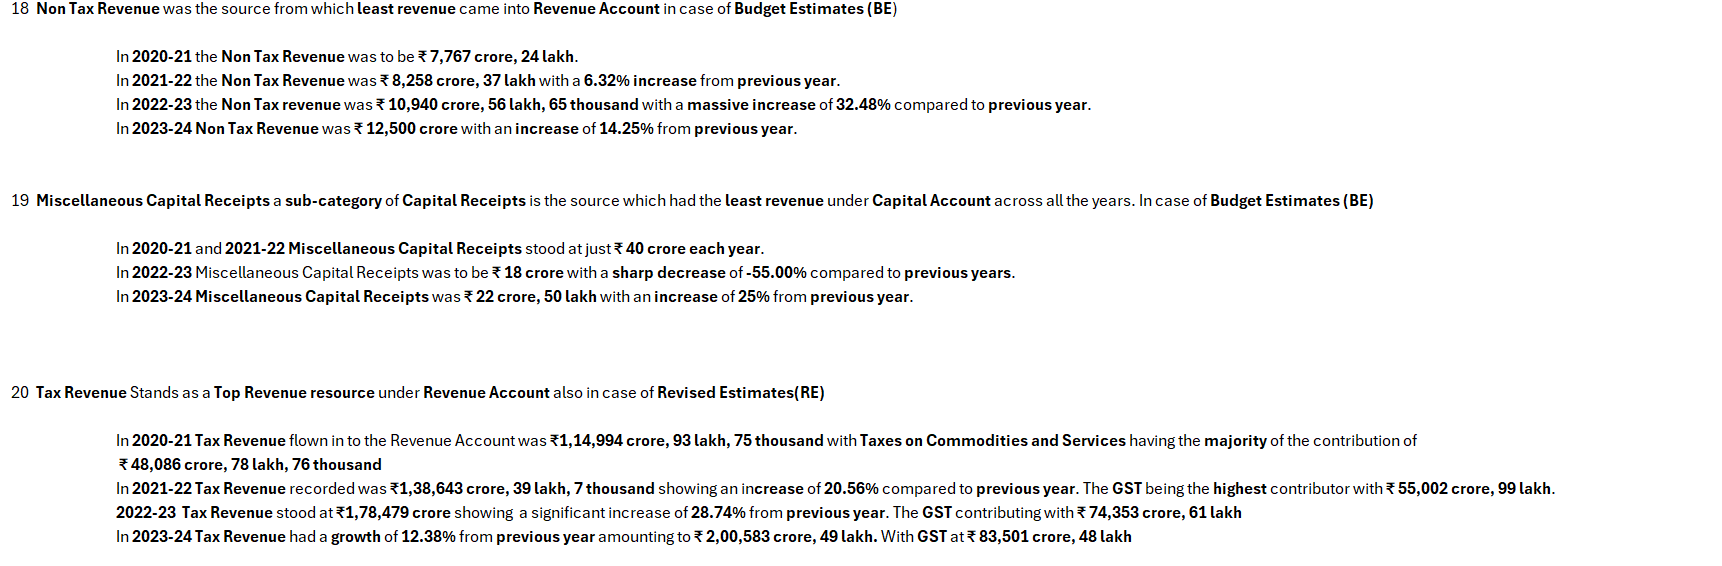 18 Non Tax Revenue was the source from which least revenue came into Revenue Account in case of Budget Estimates (BE)
In 2020-21 the Non Tax Revenue was to be ₹ 7,767 crore, 24 lakh.
In 2021-22 the Non Tax Revenue was ₹ 8,258 crore, 37 lakh with a 6.32% increase from previous year.
In 2022-23 the Non Tax revenue was ₹ 10,940 crore, 56 lakh, 65 thousand with a massive increase of 32.48% compared to previous year.
In 2023-24 Non Tax Revenue was ₹ 12,500 crore with an increase of 14.25% from previous year.
19 Miscellaneous Capital Receipts a sub-category of Capital Receipts is the source which had the least revenue under Capital Account across all the years. In case of Budget Estimates (BE)
In 2020-21 and 2021-22 Miscellaneous Capital Receipts stood at just ₹ 40 crore each year.
In 2022-23 Miscellaneous Capital Receipts was to be ₹ 18 crore with a sharp decrease of -55.00% compared to previous years.
In 2023-24 Miscellaneous Capital Receipts was ₹ 22 crore, 50 lakh with an increase of 25% from previous year.
20 Tax Revenue Stands as a Top Revenue resource under Revenue Account also in case of Revised Estimates(RE)
In 2020-21 Tax Revenue flown in to the Revenue Account was ₹1,14,994 crore, 93 lakh, 75 thousand with Taxes on Commodities and Services having the majority of the contribution of
₹ 48,086 crore, 78 lakh, 76 thousand
In 2021-22 Tax Revenue recorded was ₹1,38,643 crore, 39 lakh, 7 thousand showing an increase of 20.56% compared to previous year. The GST being the highest contributor with ₹ 55,002 crore, 99 lakh.
2022-23 Tax Revenue stood at ₹1,78,479 crore showing a significant increase of 28.74% from previous year. The GST contributing with ₹ 74,353 crore, 61 lakh
In 2023-24 Tax Revenue had a growth of 12.38% from previous year amounting to ₹ 2,00,583 crore, 49 lakh. With GST at ₹ 83,501 crore, 48 lakh